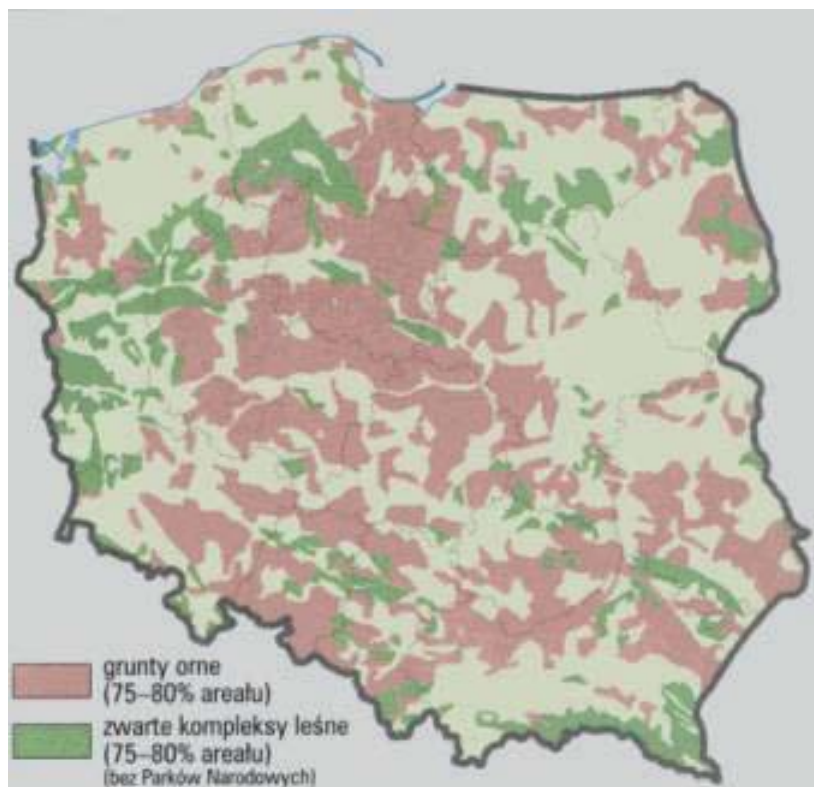 grunty orne
(75–80% areału)
zwarte kompleksy leśne
(75–80% areału)
(bez Parków Narodowych)